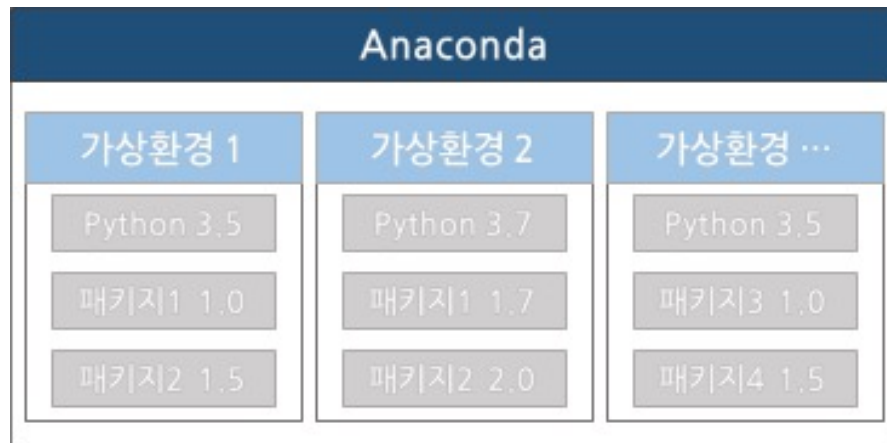 Anaconda
가상환경 1
Python 3.5
패키지1 1.0
패키지2 1.5
가상환경 2
Python 3.7
패키지1 1.7
패키지2 2.0
가상환경 ...
Python 3.5
패키지3 1.0
패키지4 1.5